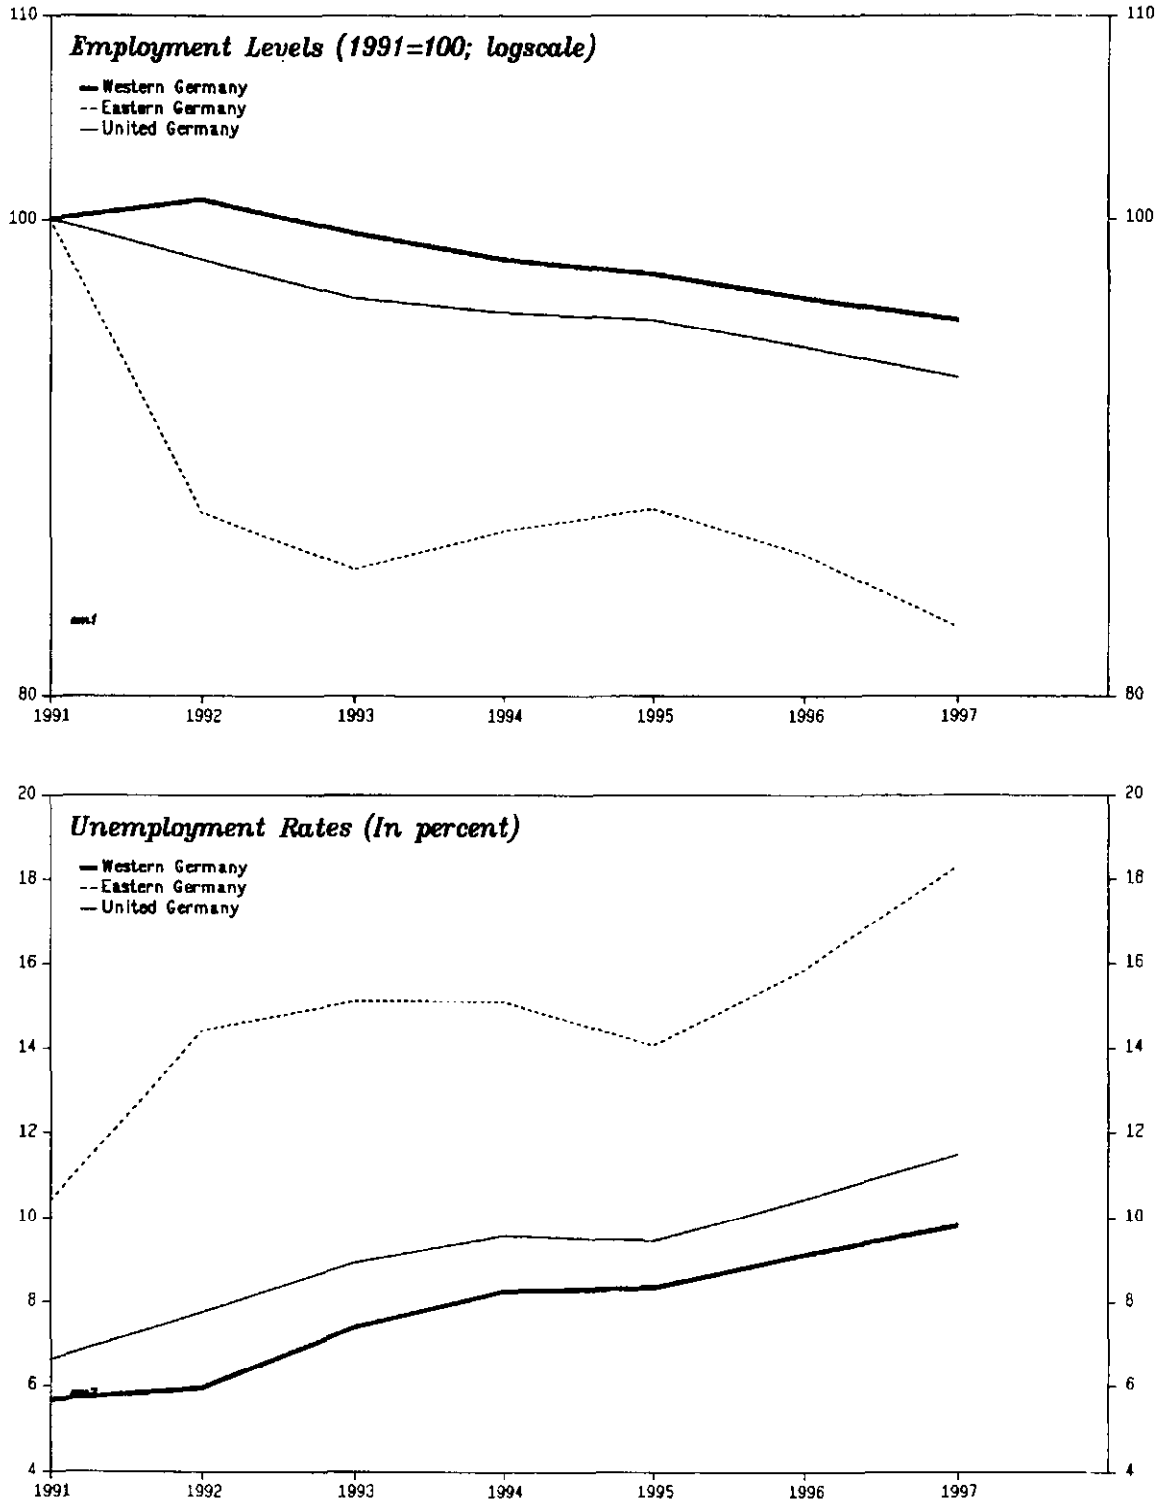 110 110
Employment Levels (1991=100; logscale)
Western Germany
Eastern Germany
United Germany
100 100
80 80
1991 1992 1993 1994 1995 1996 1997
20 20
Unemployment Rates (In percent)
Western Germany
Eastern Germany
United Germany
18 18
16 16
14 14
12 12
10 10
8 8
6 6
4 4
1991 1992 1993 1994 1995 1996 1997